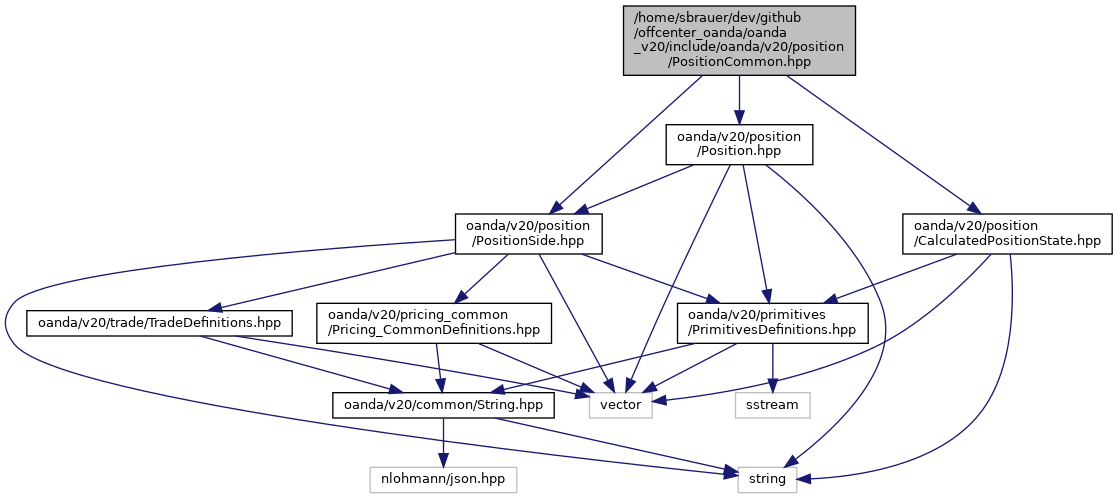 /home/sbrauer/dev/github
/offcenter_oanda/oanda
_v20/include/oanda/v20/position
/PositionCommon.hpp
oanda/v20/position
/Position.hpp
oanda/v20/position
/PositionSide.hpp
oanda/v20/position
/CalculatedPositionState.hpp
oanda/v20/trade/TradeDefinitions.hpp
oanda/v20/pricing_common
/Pricing_CommonDefinitions.hpp
oanda/v20/primitives
/PrimitivesDefinitions.hpp
oanda/v20/common/String.hpp
vector
sstream
nlohmann/json.hpp
string